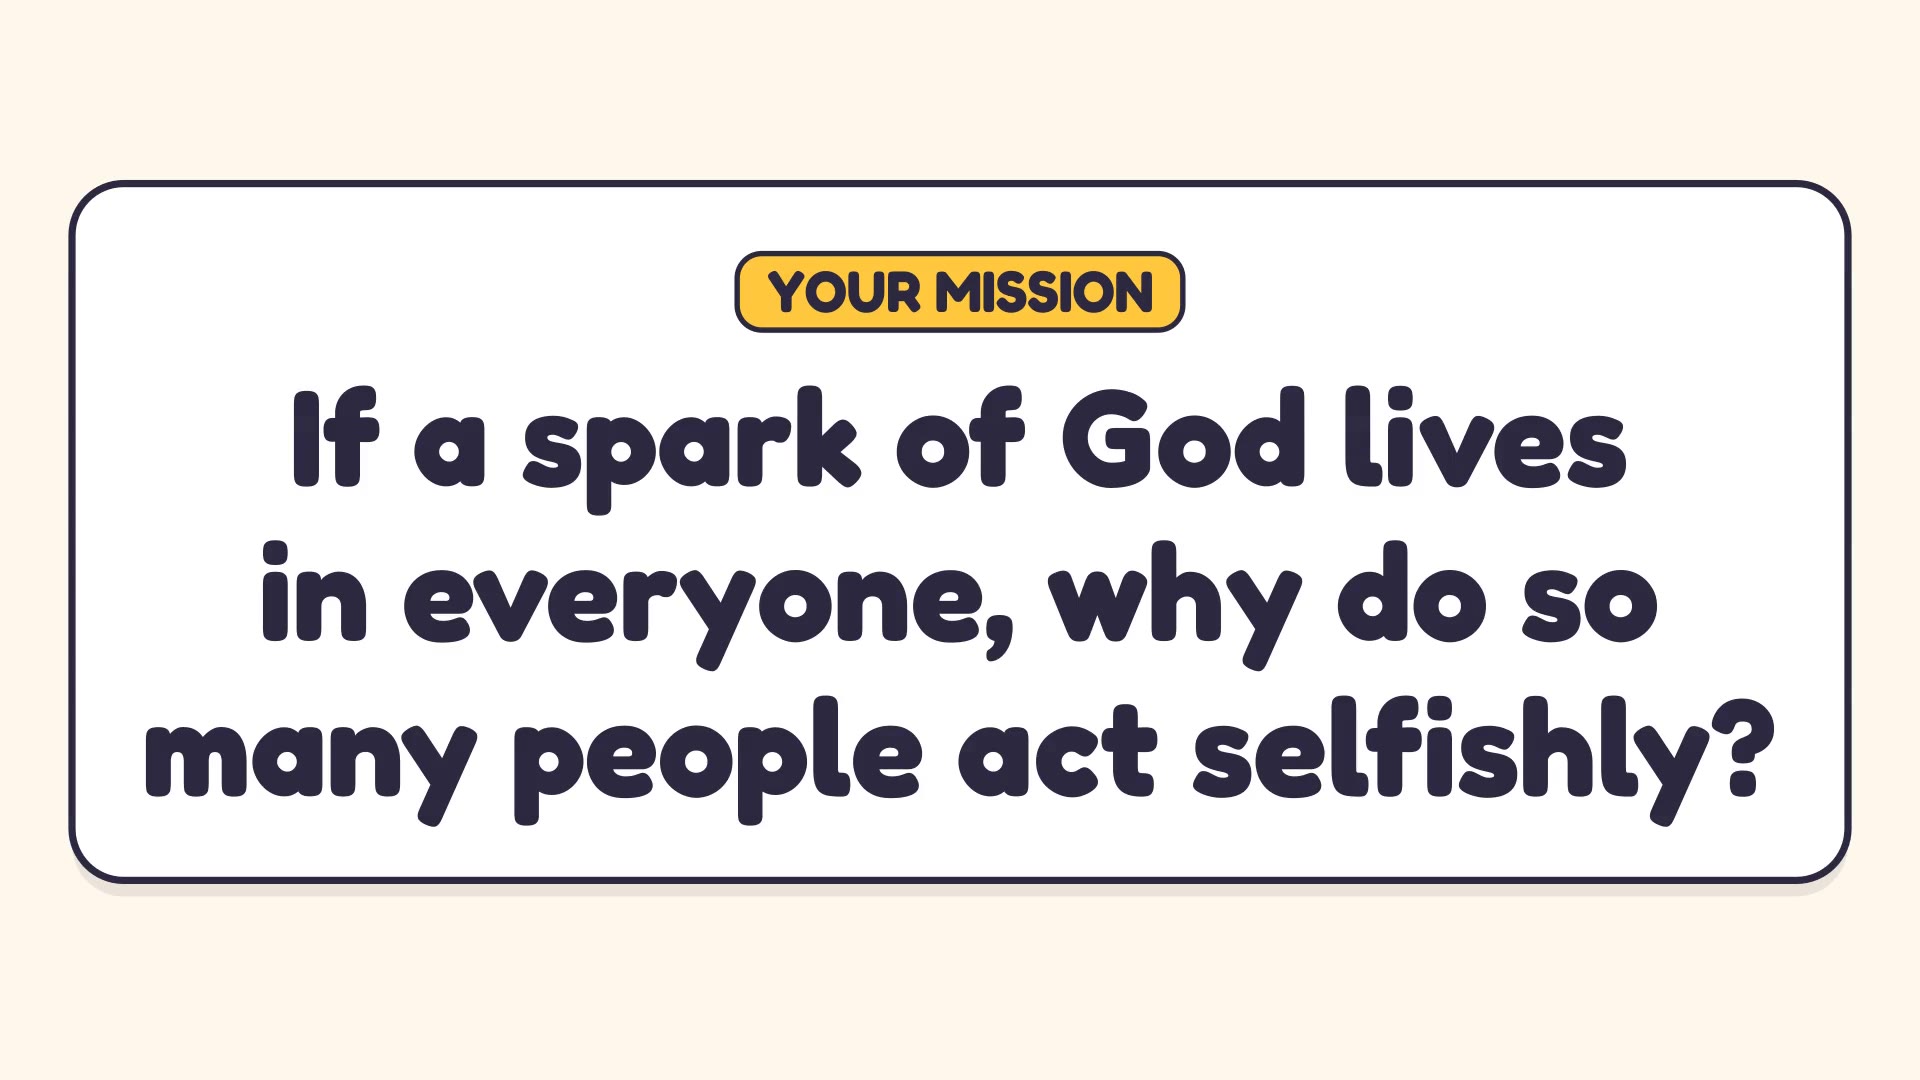 YOUR MISSION
If a spark of God lives
in everyone, why do so
many people act selfishly?